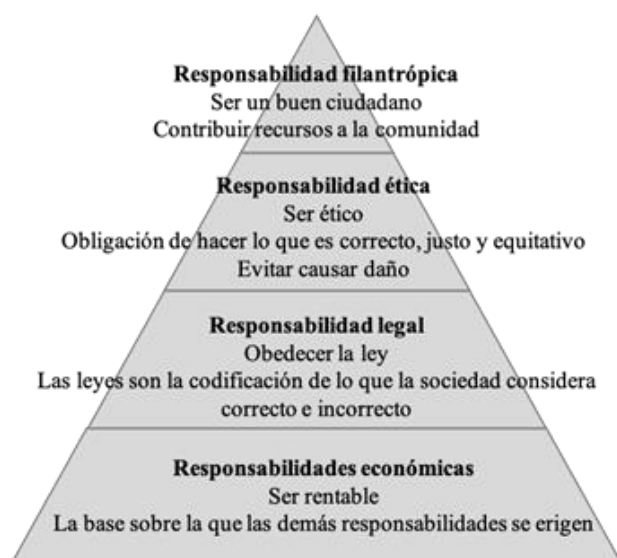 Responsabilidad filantrópica
Ser un buen ciudadano
Contribuir recursos a la comunidad
Responsabilidad ética
Ser ético
Obligación de hacer lo que es correcto, justo y equitativo
Evitar causar daño
Responsabilidad legal
Obedecer la ley
Las leyes son la codificación de lo que la sociedad considera
correcto e incorrecto
Responsabilidades económicas
Ser rentable
La base sobre la que las demás responsabilidades se erigen